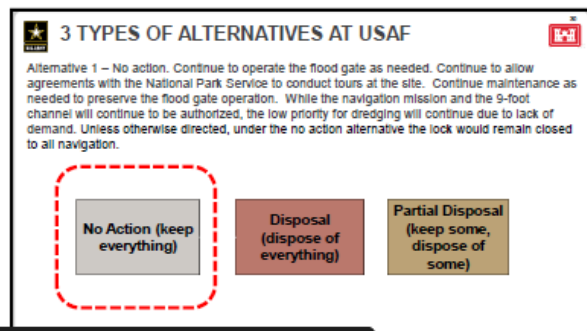 3 TYPES OF ALTERNATIVES AT USAF
Alternative 1 – No action. Continue to operate the flood gate as needed. Continue to allow
agreements with the National Park Service to conduct tours at the site. Continue maintenance as
needed to preserve the flood gate operation. While the navigation mission and the 9-foot
channel will continue to be authorized, the low priority for dredging will continue due to lack of
demand. Unless otherwise directed, under the no action alternative the lock would remain closed
to all navigation.
No Action (keep
everything)
Disposal
(dispose of
everything)
Partial Disposal
(keep some,
dispose of
some)